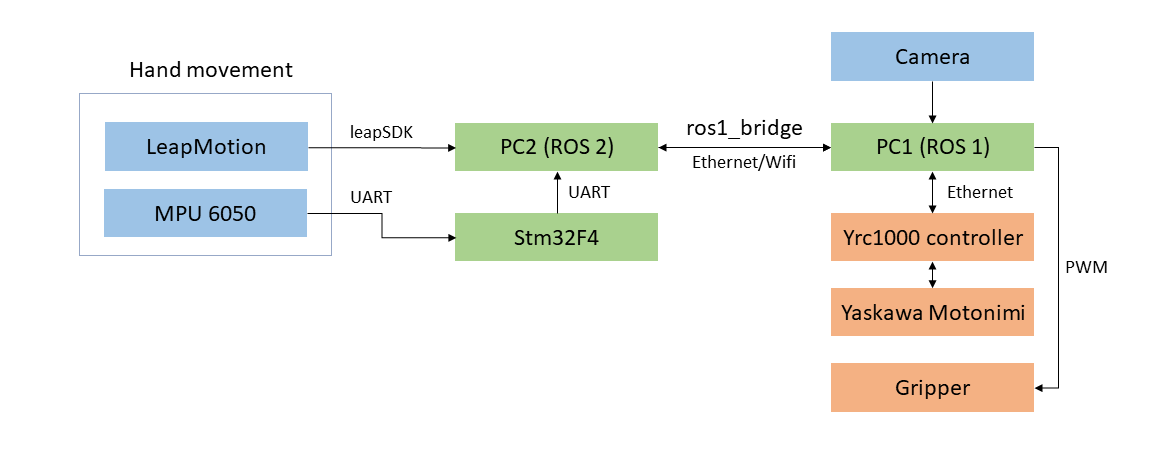 Hand movement
LeapMotion
MPU 6050
leapSDK
UART
PC2 (ROS 2)
UART
Stm32F4
ros1_bridge
Ethernet/Wifi
Camera
PC1 (ROS 1)
Ethernet
Yrc1000 controller
Yaskawa Motonimi
PWM
Gripper